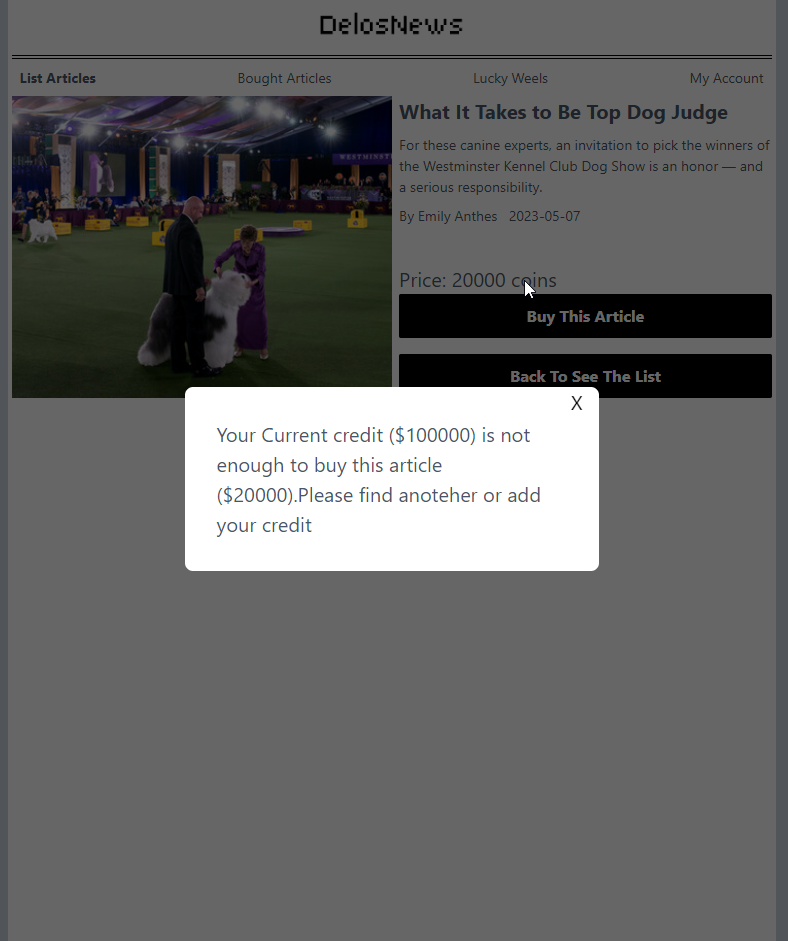 DelosNews
List Articles
Bought Articles
Lucky Weels
My Account
WESTMINSTER
What It Takes to Be Top Dog Judge
For these canine experts, an invitation to pick the winners of
the Westminster Kennel Club Dog Show is an honor — and
a serious responsibility.
By Emily Anthes 2023-05-07
Price: 20000 coins
Buy This Article
Back To See The List
X
Your Current credit ($100000) is not
enough to buy this article
($20000).Please find anoteher or add
your credit